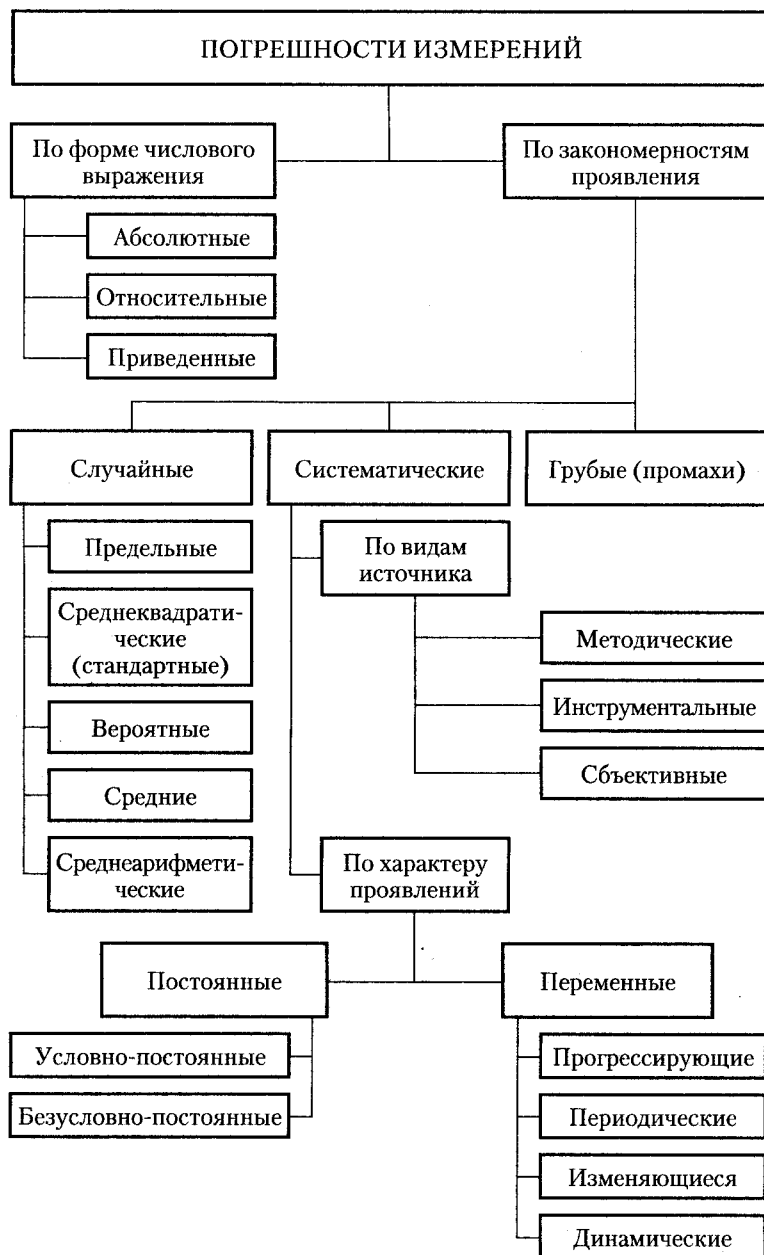 ПОГРЕШНОСТИ ИЗМЕРЕНИЙ
По форме числового
выражения
По закономерностям
проявления
Абсолютные
Относительные
Приведенные
Случайные
Систематические
Грубые (промахи)
Предельные
Среднеквадрати-
ческие
(стандартные)
Вероятные
Средние
Среднеарифмети-
ческие
По видам
источника
Методические
Инструментальные
Сбъективные
По характеру
проявлений
Постоянные
Переменные
Условно-постоянные
Безусловно-постоянные
Прогрессирующие
Периодические
Изменяющиеся
Динамические